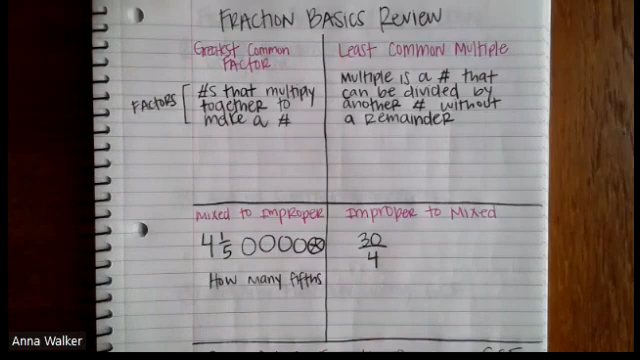 FRACTION BASICS REVIEW
Greatest Common
FACTOR
Least Common Multiple
FACTORS
#s that multiply
together to
make a #
Multiple is a # that
can be divided by
another # without
a remainder
Mixed to Improper
Improper to Mixed
4 1/5
How many fifths
30
4
Anna Walker